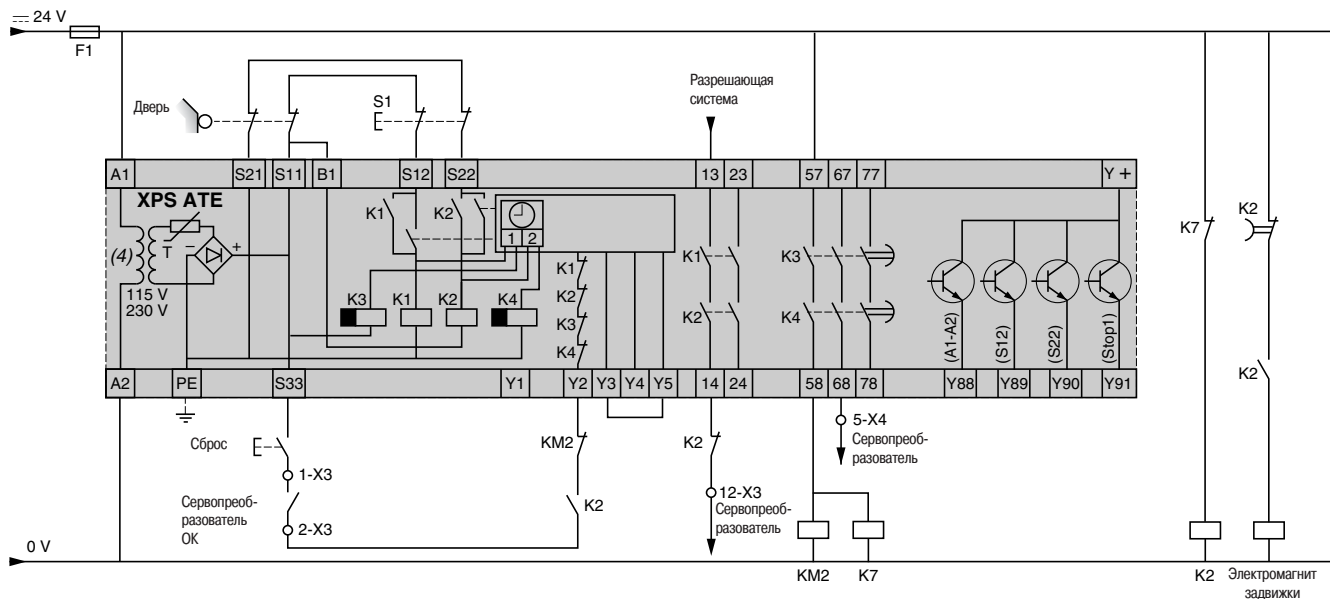 24 V
F1
Разрешающая
система
Дверь
S1
A1
S21
S11
B1
S12
S22
13
23
57
67
77
Y +
XPS ATE
K1
K2
1
2
K7
K2
(4)
T
–
+
K1
K3
115 V
230 V
K3
K1
K2
K4
K1
K2
K3
K4
K2
K4
(A1-A2)
(S12)
(S22)
(Stop1)
A2
PE
S33
Y1
Y2
Y3
Y4
Y5
14
24
58
68
78
Y88
Y89
Y90
Y91
K2
5-X4
Сервопреоб-
разователь
Сброс
KM2
K2
1-X3
12-X3
Сервопреоб-
разователь
Сервопреоб-
разователь
OK
K2
2-X3
0 V
KM2
K7
K2
Электромагнит
задвижки